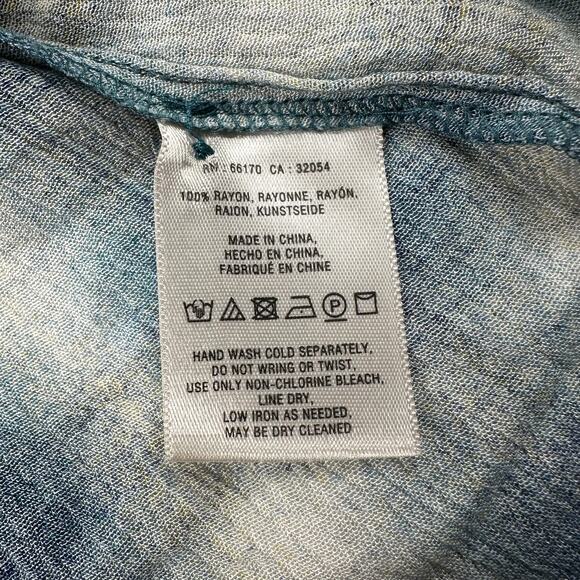 RN : 66170 CA : 32054
100% RAYON, RAYONNE, RAYÓN,
RAION, KUNSTSEIDE
MADE IN CHINA,
HECHO EN CHINA,
FABRIQUÉ EN CHINE
P
HAND WASH COLD SEPARATELY,
DO NOT WRING OR TWIST,
USE ONLY NON-CHLORINE BLEACH,
LINE DRY,
LOW IRON AS NEEDED,
MAY BE DRY CLEANED